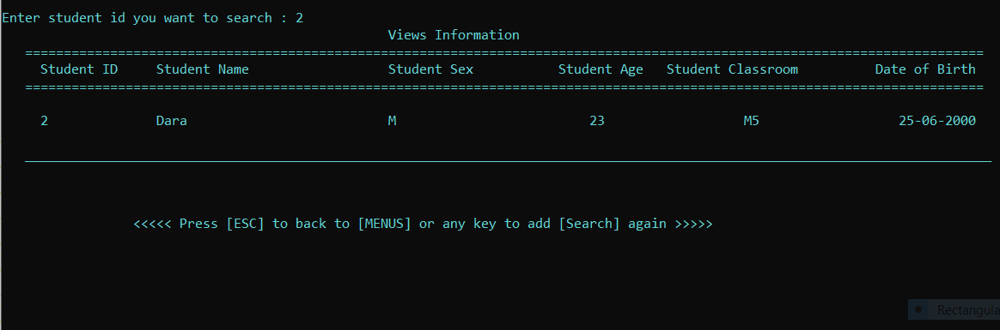 Enter student id you want to search : 2
Views Information
============================================================================================================================
Student ID Student Name Student Sex Student Age Student Classroom Date of Birth
============================================================================================================================
2 Dara M 23 M5 25-06-2000
<<<<< Press [ESC] to back to [MENUS] or any key to add [Search] again >>>>>
Rectangula